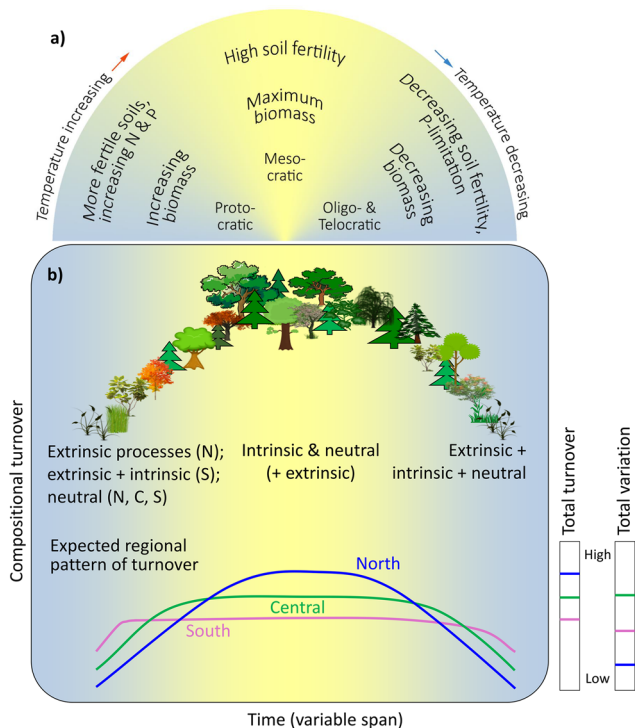 a)
Temperature increasing
More fertile soils,
increasing N & P
Increasing
biomass
Proto-
cratic
High soil fertility
Maximum
biomass
Meso-
cratic
Oligo- &
Telocratic
Decreasing
biomass
Decreasing soil fertility,
P-limitation
Temperature decreasing
b)
Compositional turnover
Extrinsic processes (N);
extrinsic + intrinsic (S);
neutral (N, C, S)
Intrinsic & neutral
(+ extrinsic)
Extrinsic +
intrinsic + neutral
Expected regional
pattern of turnover
North
Central
South
Time (variable span)
Total turnover
Total variation
High
Low